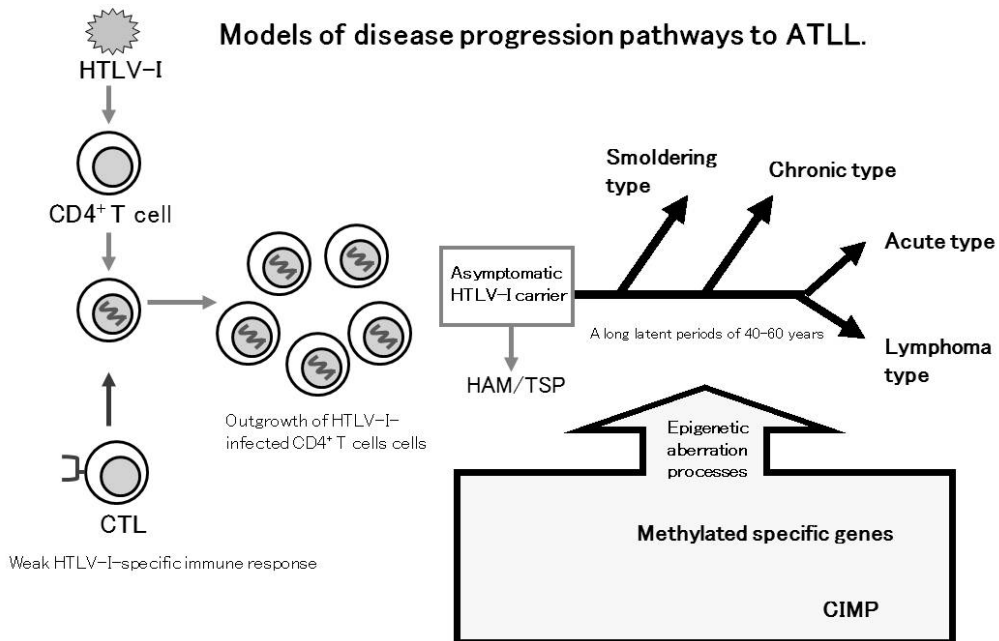 Models of disease progression pathways to ATLL.
HTLV-I
CD4⁺ T cell
CTL
Weak HTLV-I-specific immune response
Outgrowth of HTLV-I-
infected CD4⁺ T cells cells
Asymptomatic
HTLV-I carrier
HAM/TSP
Smoldering
type
Chronic type
Acute type
Lymphoma
type
A long latent periods of 40-60 years
Epigenetic
aberration
processes
Methylated specific genes
CIMP